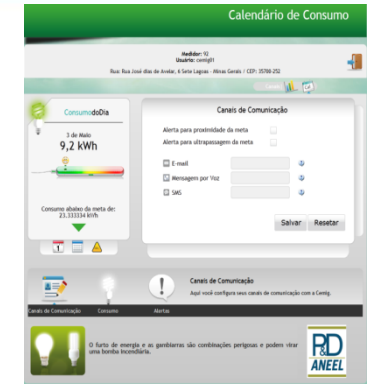 Calendário de Consumo
Medidor: 92
Usuário: cemig01
Rua: Rua José dias de Avelar, 6 Sete Lagoas - Minas Gerais / CEP: 35700-252
ConsumodoDia
3 de Maio
9,2 kWh
Consumo abaixo da meta de:
23.333334 kWh
1
Canais de Comunicação
Alerta para proximidade da meta
Alerta para ultrapassagem da meta
E-mail
Mensagem por Voz
SMS
Salvar Resetar
Canais de Comunicação
Aqui você configura seus canais de comunicação com a Cemig.
Canais de Comunicação Consumo Alertas
O furto de energia e as gambiarras são combinações perigosas e podem virar
uma bomba incendiária.
P&D
ANEEL